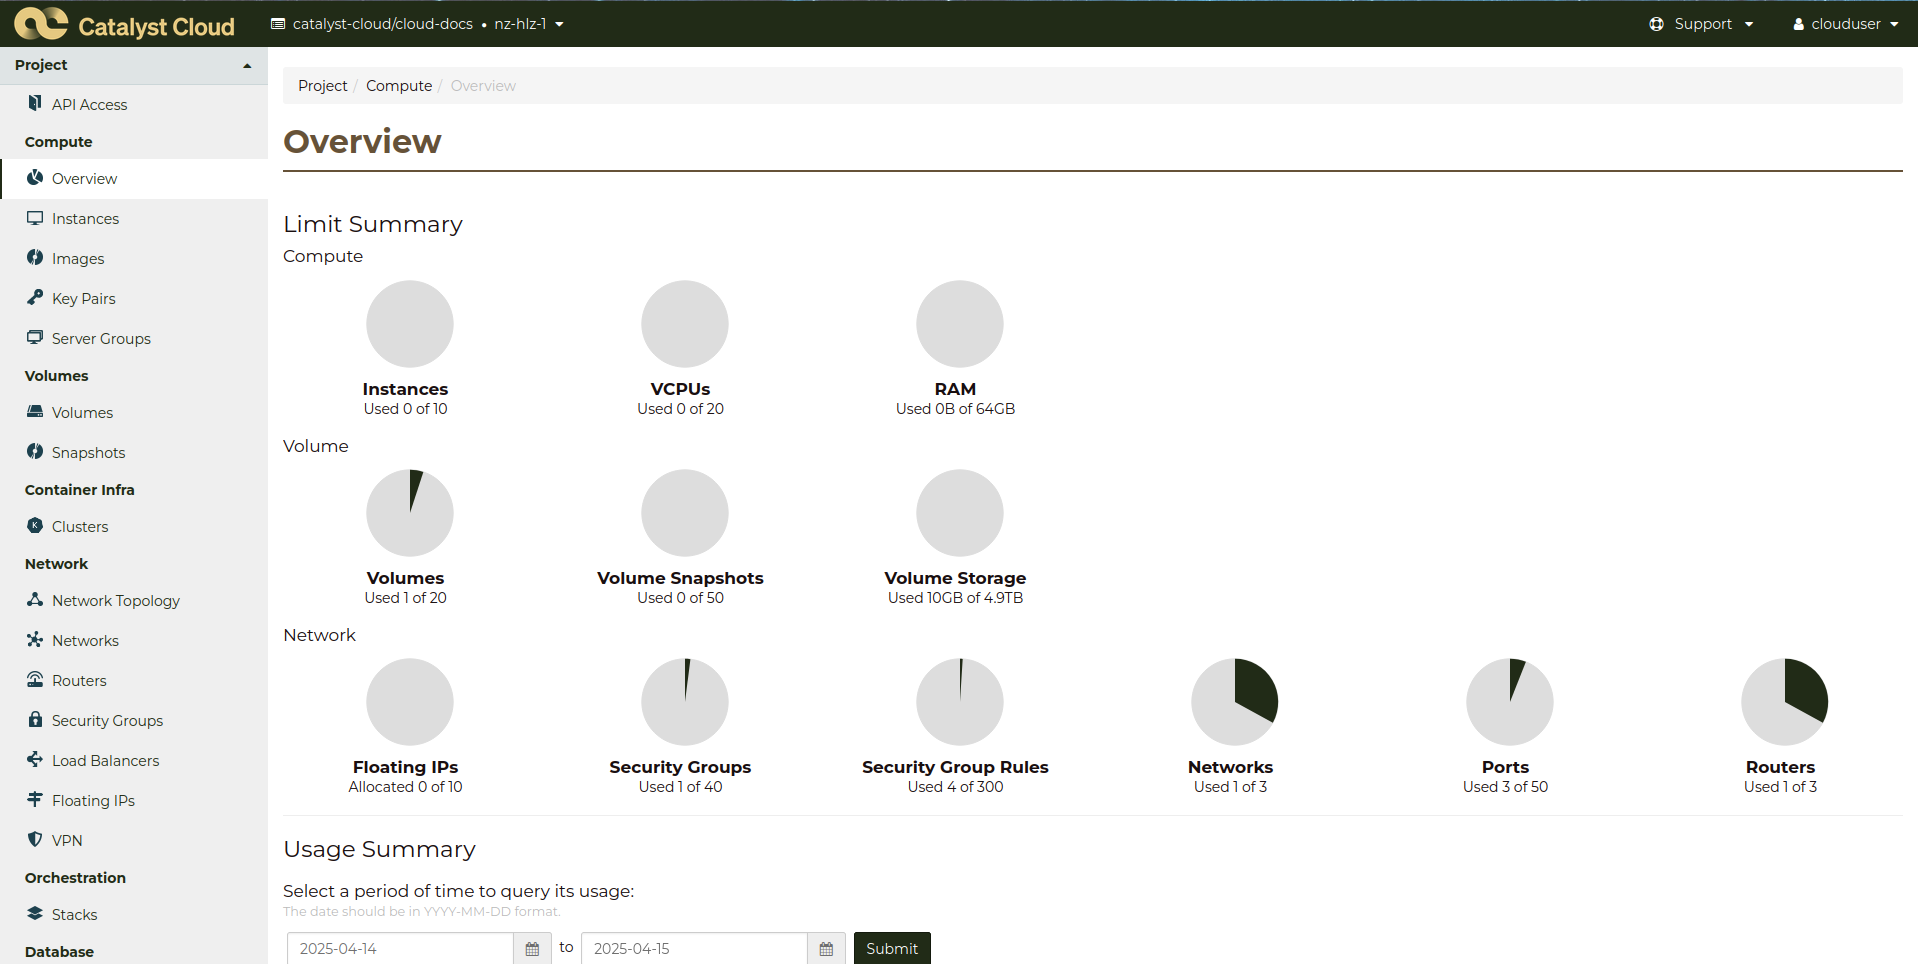 Catalyst Cloud
catalyst-cloud/cloud-docs • nz-hlz-1
Support
clouduser
Project
API Access
Compute
Overview
Instances
Images
Key Pairs
Server Groups
Volumes
Volumes
Snapshots
Container Infra
Clusters
Network
Network Topology
Networks
Routers
Security Groups
Load Balancers
Floating IPs
VPN
Orchestration
Stacks
Database
Project / Compute / Overview
Overview
Limit Summary
Compute
Instances
Used 0 of 10
VCPUs
Used 0 of 20
RAM
Used 0B of 64GB
Volume
Volumes
Used 1 of 20
Volume Snapshots
Used 0 of 50
Volume Storage
Used 10GB of 4.9TB
Network
Floating IPs
Allocated 0 of 10
Security Groups
Used 1 of 40
Security Group Rules
Used 4 of 300
Networks
Used 1 of 3
Ports
Used 3 of 50
Routers
Used 1 of 3
Usage Summary
Select a period of time to query its usage:
The date should be in YYYY-MM-DD format.
2025-04-14 to 2025-04-15 Submit